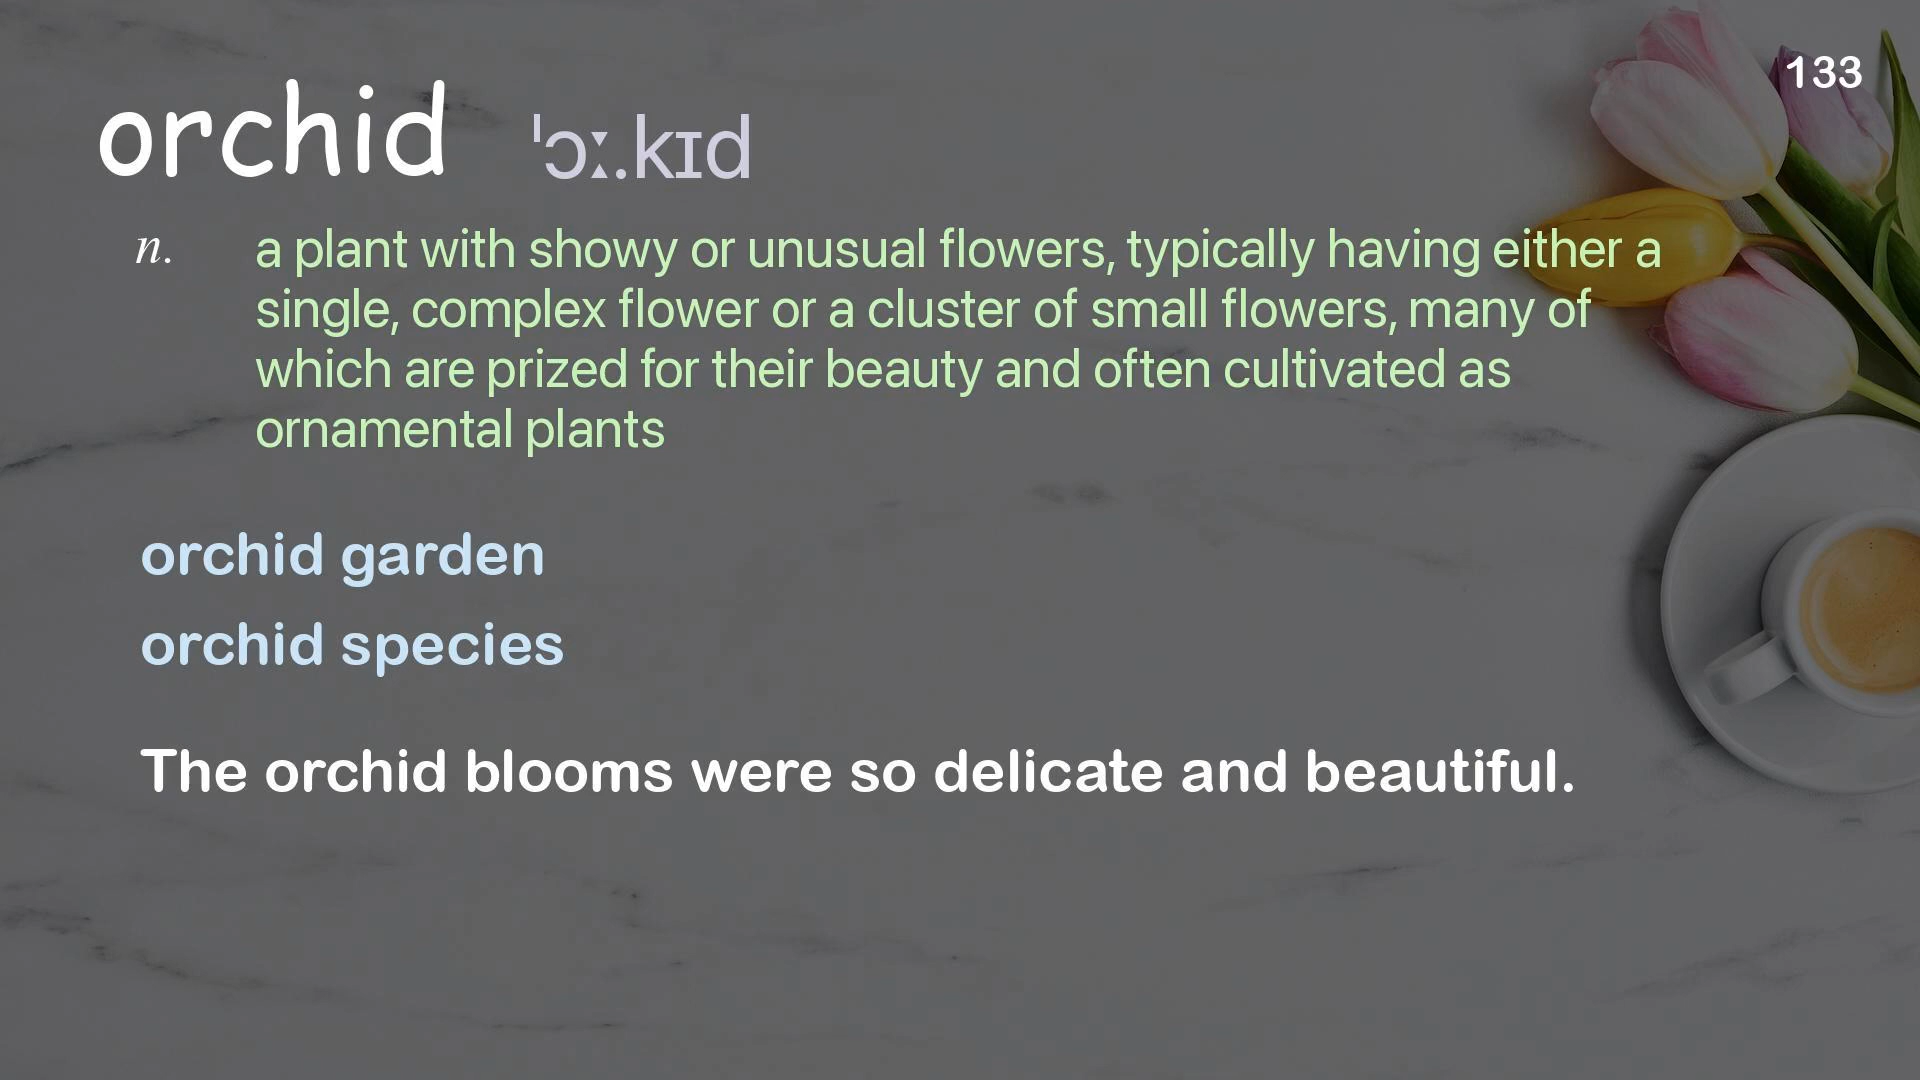 133
orchid ˈɔː.kɪd
n. a plant with showy or unusual flowers, typically having either a
single, complex flower or a cluster of small flowers, many of
which are prized for their beauty and often cultivated as
ornamental plants
orchid garden
orchid species
The orchid blooms were so delicate and beautiful.